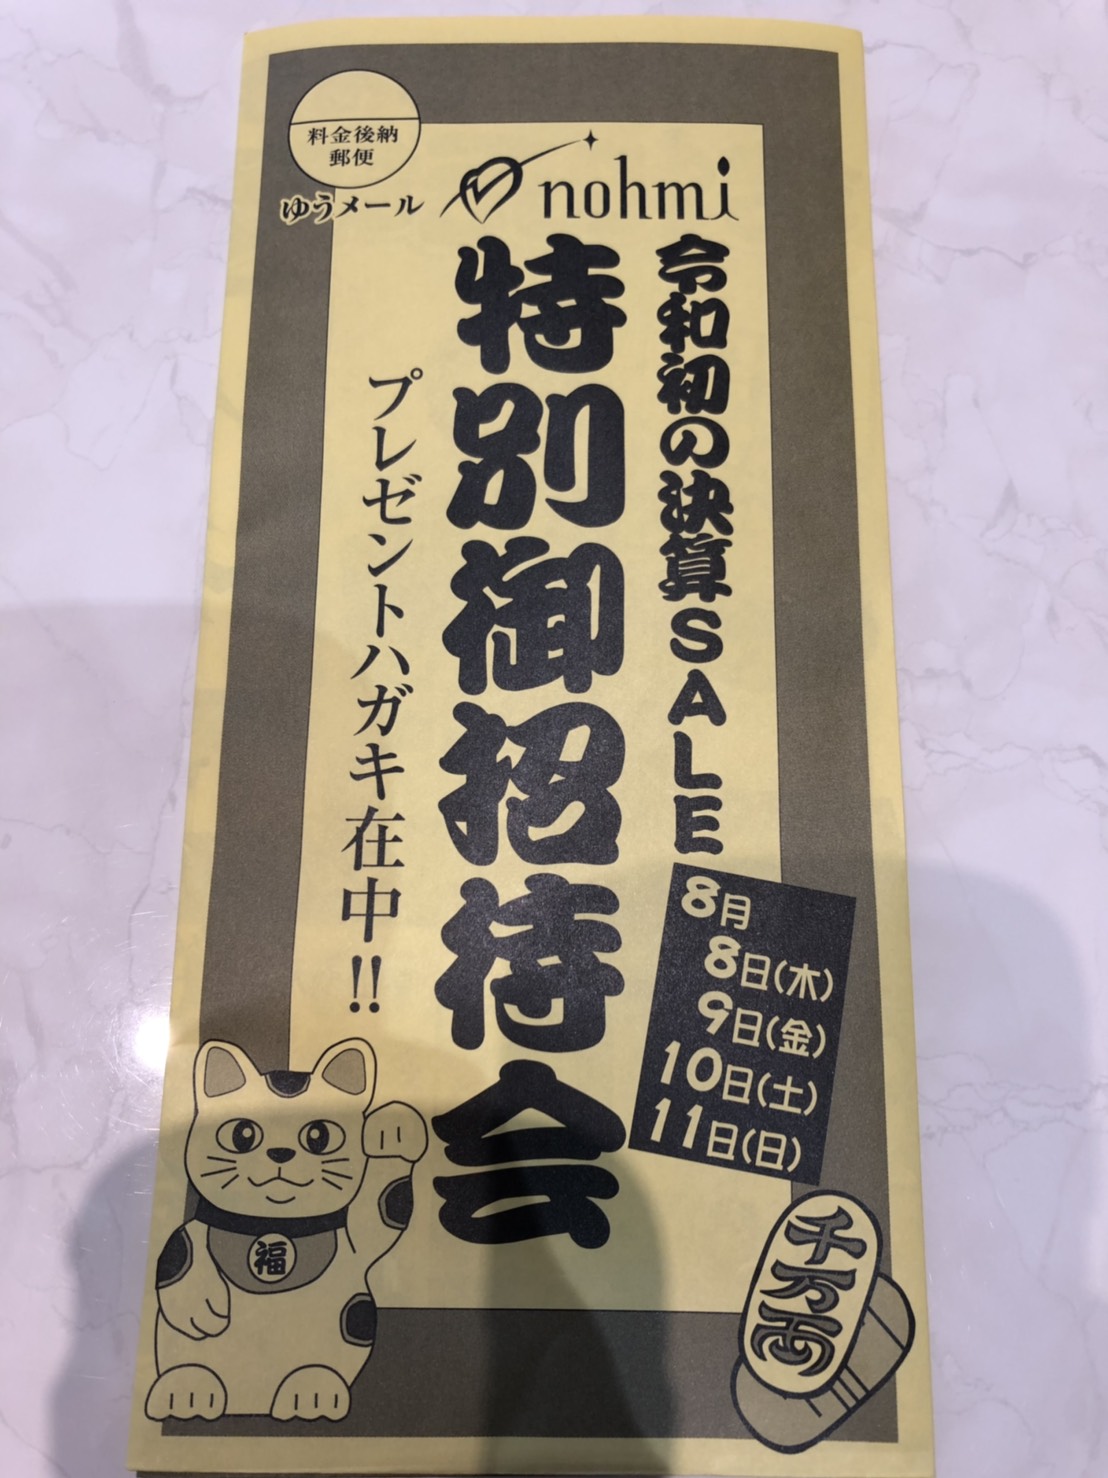 料金後納
郵便
ゆうメール
nohmi
令和初の決算SALE
特別御招待会
プレゼントハガキ在中!!
8月
8日(木)
9日(金)
10日(土)
11日(日)
福
千万両